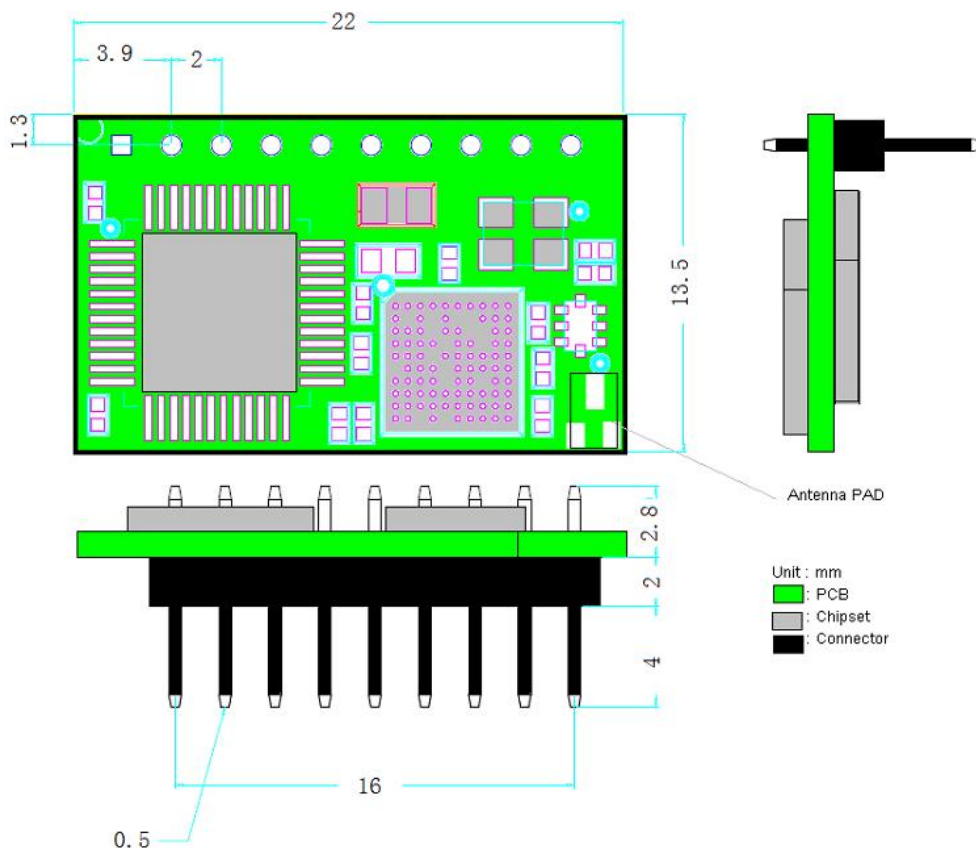 22
3.9
2
1.3
13.5
Antenna PAD
2.8
2
4
16
0.5
Unit : mm
: PCB
: Chipset
: Connector